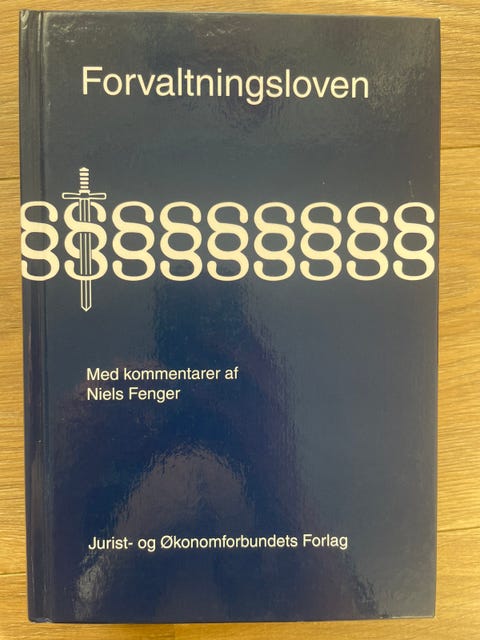 Forvaltningsloven
§§§§§§§§§
Med kommentarer af
Niels Fenger
Jurist- og Økonomforbundets Forlag